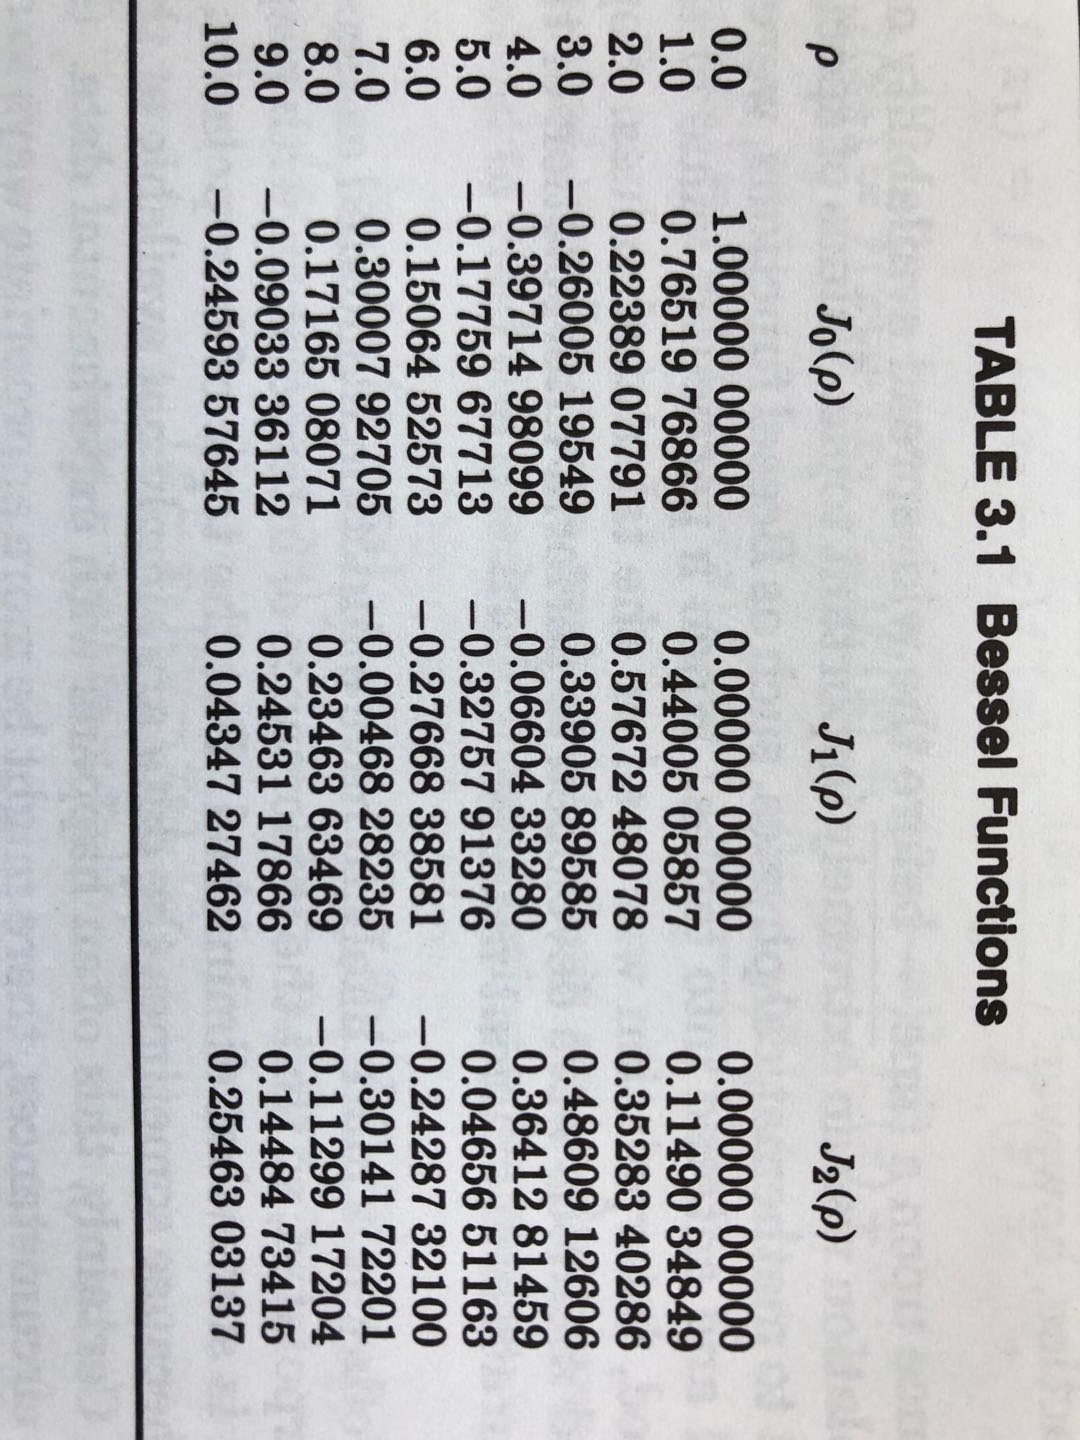 TABLE 3.1 Bessel Functions
ρ J₀(ρ) J₁(ρ) J₂(ρ)
0.0 1.00000 00000 0.00000 00000 0.00000 00000
1.0 0.76519 76866 0.44005 05857 0.11490 34849
2.0 0.22389 07791 0.57672 48078 0.35283 40286
3.0 −0.26005 19549 0.33905 89585 0.48609 12606
4.0 −0.39714 98099 −0.06604 33280 0.36412 81459
5.0 −0.17759 67713 −0.32757 91376 0.04656 51163
6.0 0.15064 52573 −0.27668 38581 −0.24287 32100
7.0 0.30007 92705 −0.00468 28235 −0.30141 72201
8.0 0.17165 08071 0.23463 63469 −0.11299 17204
9.0 −0.09033 36112 0.24531 17866 0.14484 73415
10.0 −0.24593 57645 0.04347 27462 0.25463 03137